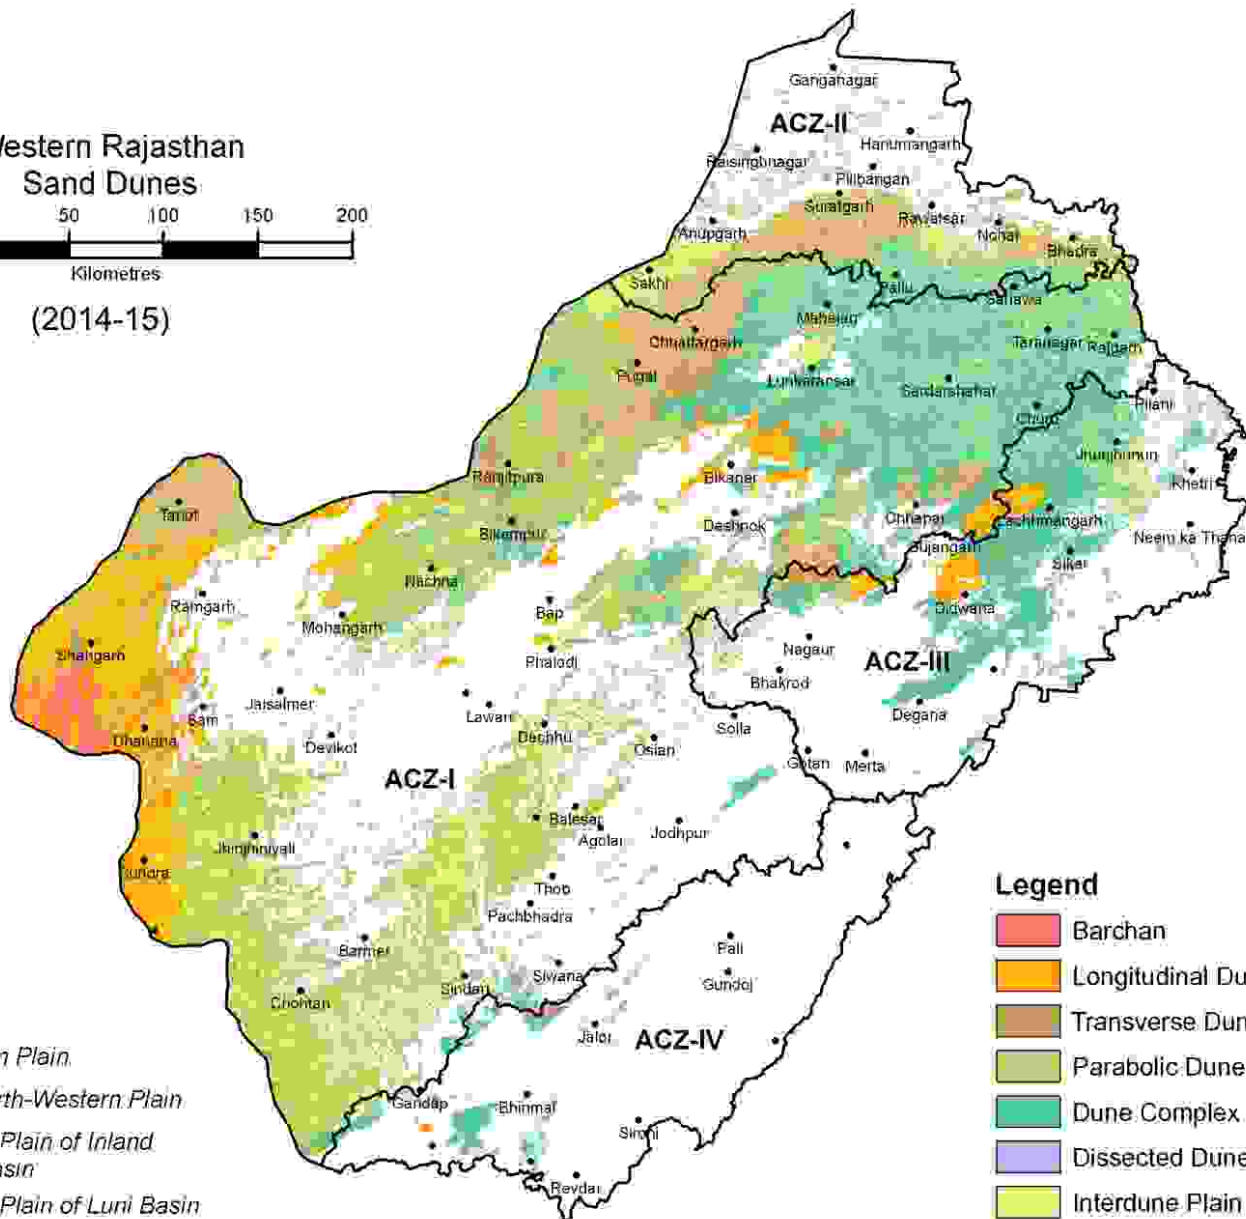 Western Rajasthan
Sand Dunes
50 100 150 200
Kilometres
(2014-15)
Ganganagar
ACZ-II
Hanumangarh
Raisinghnagar
Pilibangan
Suratgarh
Rawatsar
Anupgarh
Nohar
Bhadra
Sakhi
Pallu
Sahawa
Mahajan
Chhattargarh
Taranagar Rajgarh
Pugal
Lunkaransar
Sardarshahar
Pilani
Churu
Jhunjhunun
Ranjitpura
Bikaner
Khetri
Tanot
Deshnok
Chhapar
Lachhmangarh
Bikampur
Neem ka Thana
Sujangarh
Sikar
Nachna
Ramgarh
Bap
Didwana
Mohangarh
Shahgarh
Phalodi
Nagaur
ACZ-III
Bhakrod
Jaisalmer
Sam
Lawan
Degana
Dhanana
Devikot
Dechhu
Osian
Soila
Gotan
Merta
ACZ-I
Balesar
Agolai
Jodhpur
Jhinjhiniyali
Sundra
Thob
Pachbhadra
Barmer
Pali
Siwana
Gundoj
Chohtan
Sindari
Jalor
ACZ-IV
Gandap
Bhinmal
Sirohi
Revdar
n Plain
rth-Western Plain
Plain of Inland
asin
Plain of Luni Basin
Legend
Barchan
Longitudinal Du
Transverse Dun
Parabolic Dune
Dune Complex
Dissected Dune
Interdune Plain